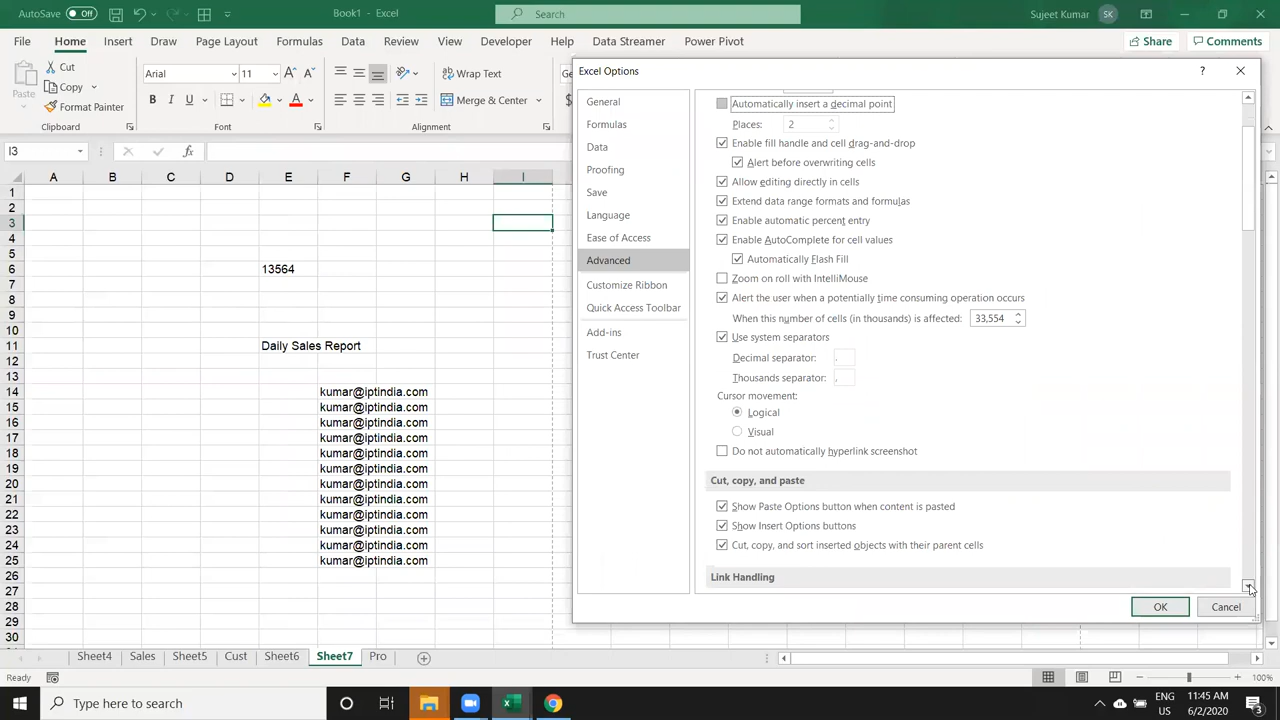 AutoSave Off
Search
Sujeet Kumar SK
File Home Insert Draw Page Layout Formulas Data Review View Developer Help Data Streamer Power Pivot Share Comments
Cut
Copy
Format Painter
Paste
Clipboard
Arial 11
B I U
Font
Wrap Text
Merge & Center
Alignment
I3
fx
A B C D E F G H I
1
2
3
4
5
6 13564
7
8
9
10
11 Daily Sales Report
12
13
14 kumar@iptindia.com
15 kumar@iptindia.com
16 kumar@iptindia.com
17 kumar@iptindia.com
18 kumar@iptindia.com
19 kumar@iptindia.com
20 kumar@iptindia.com
21 kumar@iptindia.com
22 kumar@iptindia.com
23 kumar@iptindia.com
24 kumar@iptindia.com
25 kumar@iptindia.com
26
27
28
29
30
Excel Options
General
Formulas
Data
Proofing
Save
Language
Ease of Access
Advanced
Customize Ribbon
Quick Access Toolbar
Add-ins
Trust Center
Automatically insert a decimal point
Places: 2
Enable fill handle and cell drag-and-drop
Alert before overwriting cells
Allow editing directly in cells
Extend data range formats and formulas
Enable automatic percent entry
Enable AutoComplete for cell values
Automatically Flash Fill
Zoom on roll with IntelliMouse
Alert the user when a potentially time consuming operation occurs
When this number of cells (in thousands) is affected: 33,554
Use system separators
Decimal separator: .
Thousands separator: ,
Cursor movement:
Logical
Visual
Do not automatically hyperlink screenshot
Cut, copy, and paste
Show Paste Options button when content is pasted
Show Insert Options buttons
Cut, copy, and sort inserted objects with their parent cells
Link Handling
OK Cancel
Sheet4 Sales Sheet5 Cust Sheet6 Sheet7 Pro
Ready
100%
Type here to search
ENG
11:45 AM
6/2/2020
3